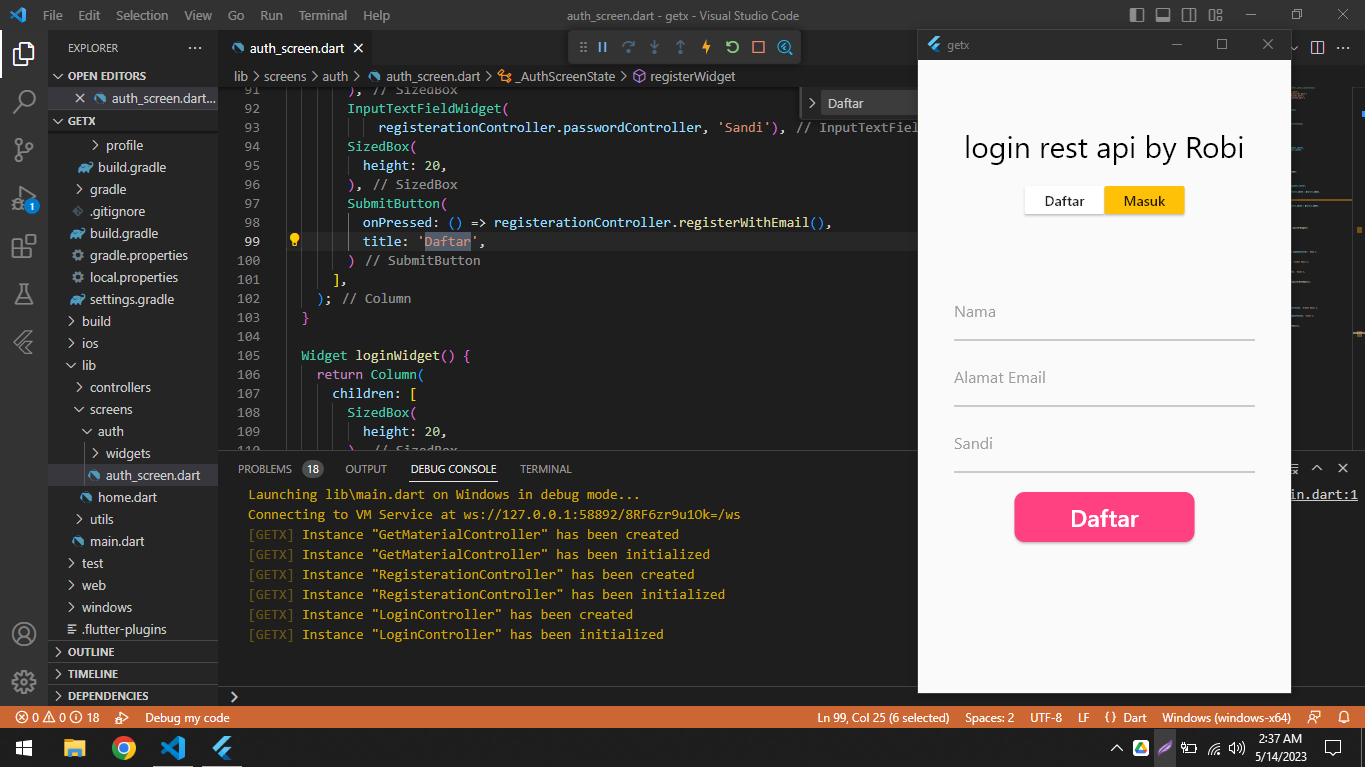 File Edit Selection View Go Run Terminal Help
auth_screen.dart - getx - Visual Studio Code
EXPLORER
OPEN EDITORS
auth_screen.dart...
GETX
profile
build.gradle
gradle
.gitignore
build.gradle
gradle.properties
local.properties
settings.gradle
build
ios
lib
controllers
screens
auth
widgets
auth_screen.dart
home.dart
utils
main.dart
test
web
windows
.flutter-plugins
OUTLINE
TIMELINE
DEPENDENCIES
1
auth_screen.dart
lib > screens > auth > auth_screen.dart > _AuthScreenState > registerWidget
Daftar
91 ), // SizedBox
92 InputTextFieldWidget(
93 registerationController.passwordController, 'Sandi'), // InputTextFiel
94 SizedBox(
95 height: 20,
96 ), // SizedBox
97 SubmitButton(
98 onPressed: () => registerationController.registerWithEmail(),
99 title: 'Daftar',
100 ) // SubmitButton
101 ],
102 ); // Column
103 }
104
105 Widget loginWidget() {
106 return Column(
107 children: [
108 SizedBox(
109 height: 20,
110 ), // SizedBox
PROBLEMS 18 OUTPUT DEBUG CONSOLE TERMINAL
Launching lib\main.dart on Windows in debug mode...
in.dart:1
Connecting to VM Service at ws://127.0.0.1:58892/8RF6zr9u1Ok=/ws
[GETX] Instance "GetMaterialController" has been created
[GETX] Instance "GetMaterialController" has been initialized
[GETX] Instance "RegisterationController" has been created
[GETX] Instance "RegisterationController" has been initialized
[GETX] Instance "LoginController" has been created
[GETX] Instance "LoginController" has been initialized
getx
login rest api by Robi
Daftar Masuk
Nama
Alamat Email
Sandi
Daftar
0 0 18 Debug my code
Ln 99, Col 25 (6 selected) Spaces: 2 UTF-8 LF {} Dart Windows (windows-x64)
2:37 AM
5/14/2023